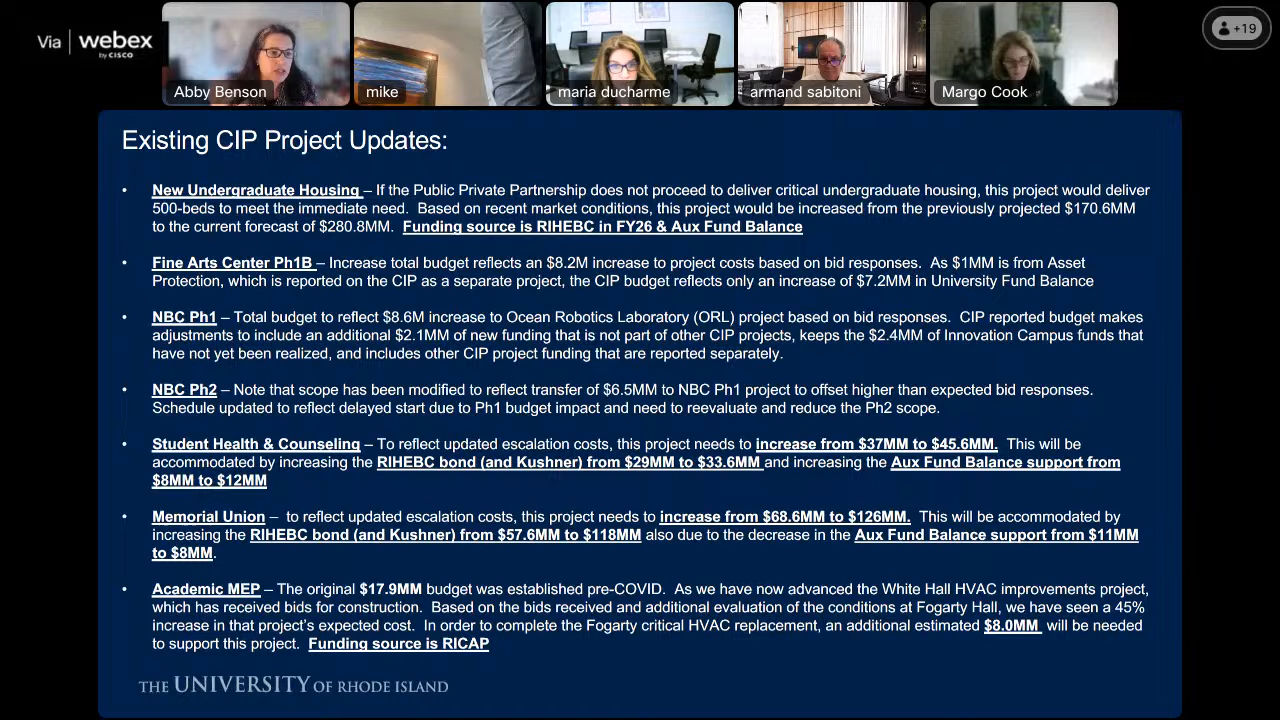 Via | webex
by CISCO
Abby Benson
mike
maria ducharme
armand sabitoni
Margo Cook
+19
Existing CIP Project Updates:
• New Undergraduate Housing – If the Public Private Partnership does not proceed to deliver critical undergraduate housing, this project would deliver
500-beds to meet the immediate need. Based on recent market conditions, this project would be increased from the previously projected $170.6MM
to the current forecast of $280.8MM. Funding source is RIHEBC in FY26 & Aux Fund Balance
• Fine Arts Center Ph1B – Increase total budget reflects an $8.2M increase to project costs based on bid responses. As $1MM is from Asset
Protection, which is reported on the CIP as a separate project, the CIP budget reflects only an increase of $7.2MM in University Fund Balance
• NBC Ph1 – Total budget to reflect $8.6M increase to Ocean Robotics Laboratory (ORL) project based on bid responses. CIP reported budget makes
adjustments to include an additional $2.1MM of new funding that is not part of other CIP projects, keeps the $2.4MM of Innovation Campus funds that
have not yet been realized, and includes other CIP project funding that are reported separately.
• NBC Ph2 – Note that scope has been modified to reflect transfer of $6.5MM to NBC Ph1 project to offset higher than expected bid responses.
Schedule updated to reflect delayed start due to Ph1 budget impact and need to reevaluate and reduce the Ph2 scope.
• Student Health & Counseling – To reflect updated escalation costs, this project needs to increase from $37MM to $45.6MM. This will be
accommodated by increasing the RIHEBC bond (and Kushner) from $29MM to $33.6MM and increasing the Aux Fund Balance support from
$8MM to $12MM
• Memorial Union – to reflect updated escalation costs, this project needs to increase from $68.6MM to $126MM. This will be accommodated by
increasing the RIHEBC bond (and Kushner) from $57.6MM to $118MM also due to the decrease in the Aux Fund Balance support from $11MM
to $8MM.
• Academic MEP – The original $17.9MM budget was established pre-COVID. As we have now advanced the White Hall HVAC improvements project,
which has received bids for construction. Based on the bids received and additional evaluation of the conditions at Fogarty Hall, we have seen a 45%
increase in that project's expected cost. In order to complete the Fogarty critical HVAC replacement, an additional estimated $8.0MM will be needed
to support this project. Funding source is RICAP
THE UNIVERSITY OF RHODE ISLAND